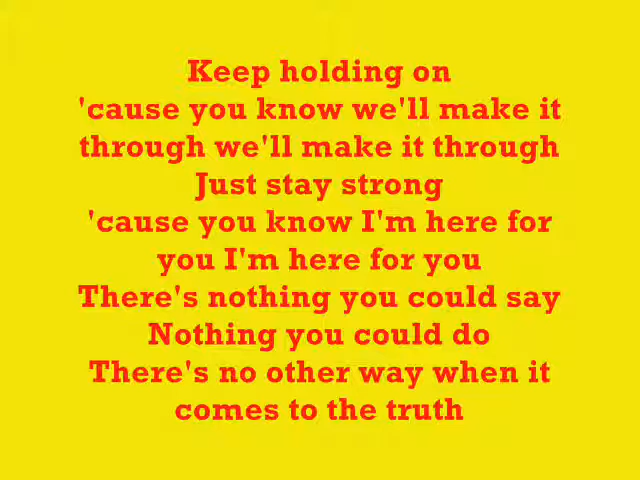 Keep holding on
'cause you know we'll make it
through we'll make it through
Just stay strong
'cause you know I'm here for
you I'm here for you
There's nothing you could say
Nothing you could do
There's no other way when it
comes to the truth